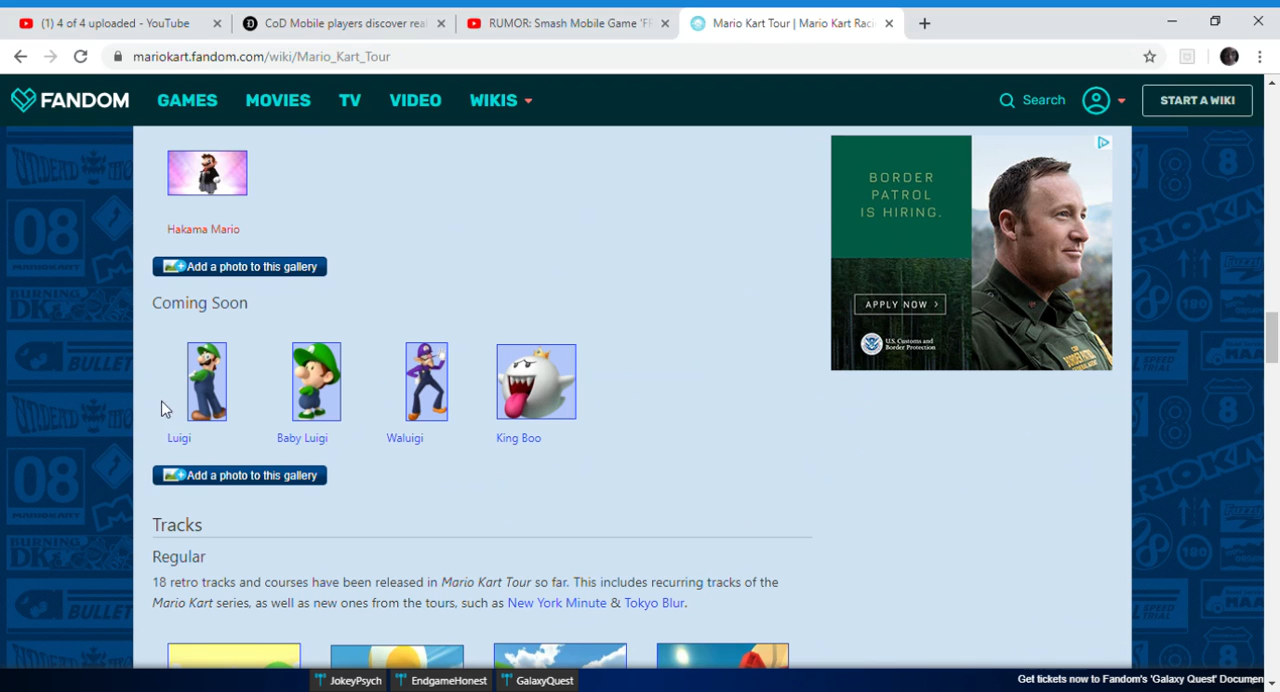 (1) 4 of 4 uploaded - YouTube
CoD Mobile players discover real
RUMOR: Smash Mobile Game 'FR
Mario Kart Tour | Mario Kart Raci
mariokart.fandom.com/wiki/Mario_Kart_Tour
FANDOM GAMES MOVIES TV VIDEO WIKIS Search START A WIKI
Hakama Mario
Add a photo to this gallery
Coming Soon
Luigi Baby Luigi Waluigi King Boo
Add a photo to this gallery
Tracks
Regular
18 retro tracks and courses have been released in Mario Kart Tour so far. This includes recurring tracks of the
Mario Kart series, as well as new ones from the tours, such as New York Minute & Tokyo Blur.
BORDER
PATROL
IS HIRING.
APPLY NOW >
U.S. Customs and
Border Protection
JokeyPsych EndgameHonest GalaxyQuest
Get tickets now to Fandom's 'Galaxy Quest' Documen